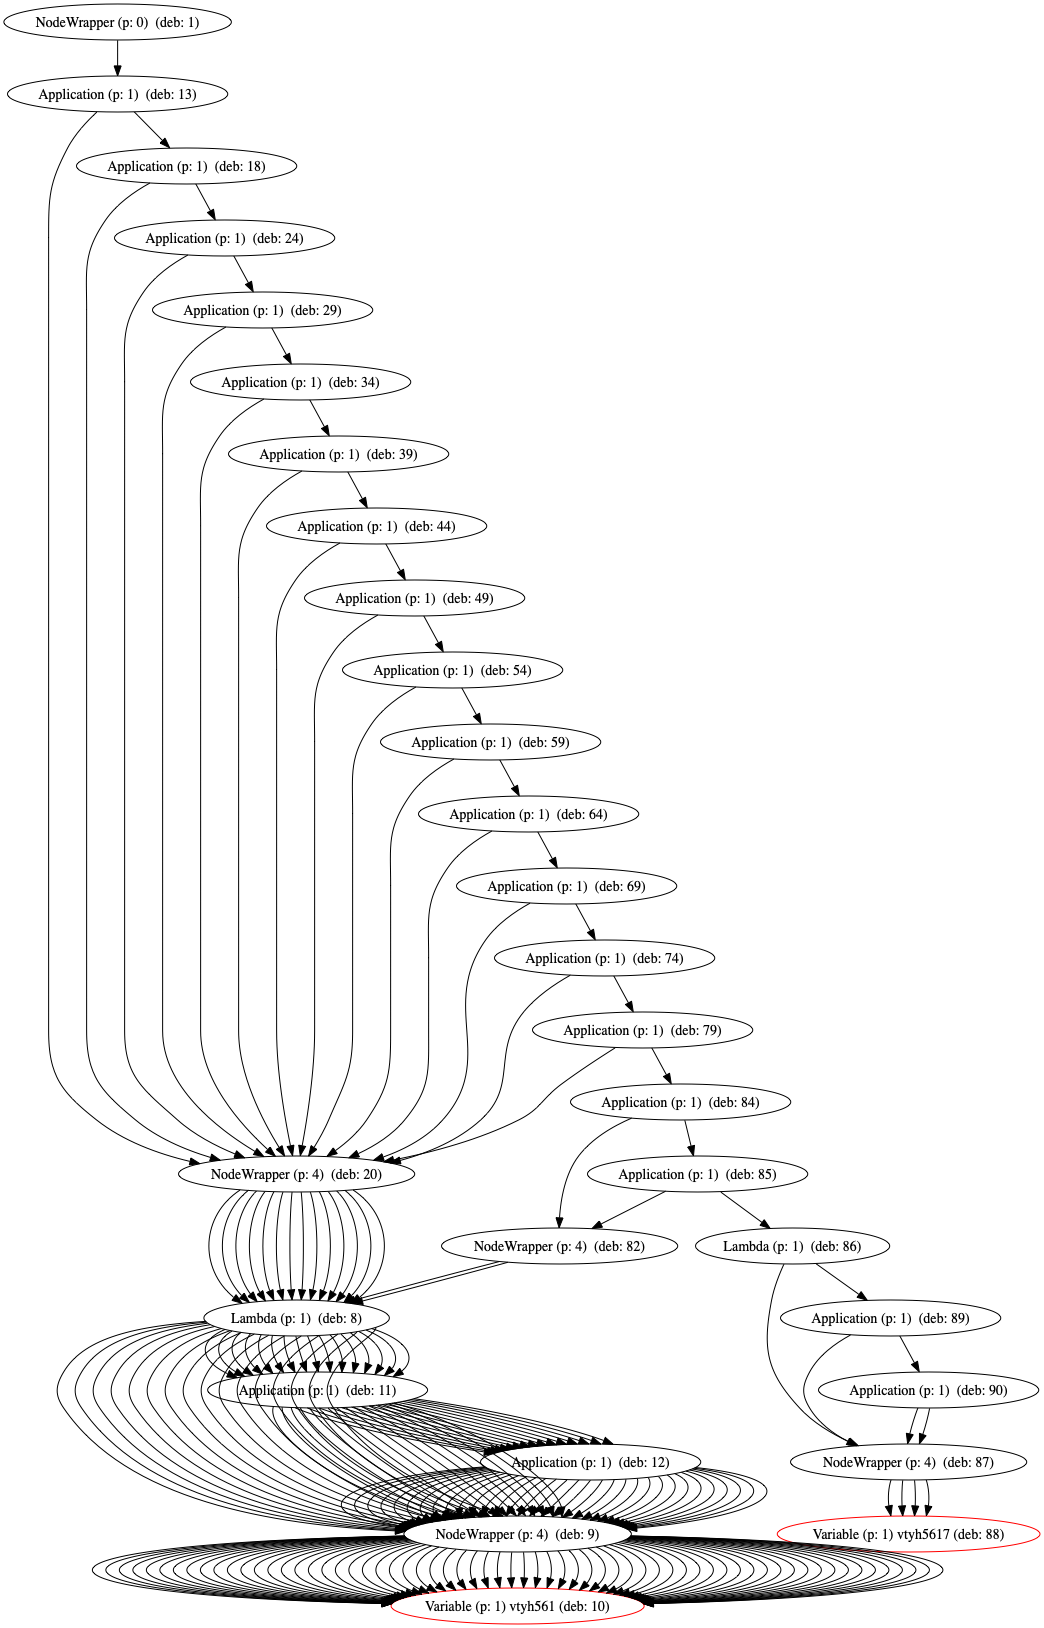 NodeWrapper (p: 0)  (deb: 1)
Application (p: 1)  (deb: 13)
Application (p: 1)  (deb: 18)
Application (p: 1)  (deb: 24)
Application (p: 1)  (deb: 29)
Application (p: 1)  (deb: 34)
Application (p: 1)  (deb: 39)
Application (p: 1)  (deb: 44)
Application (p: 1)  (deb: 49)
Application (p: 1)  (deb: 54)
Application (p: 1)  (deb: 59)
Application (p: 1)  (deb: 64)
Application (p: 1)  (deb: 69)
Application (p: 1)  (deb: 74)
Application (p: 1)  (deb: 79)
Application (p: 1)  (deb: 84)
NodeWrapper (p: 4)  (deb: 20)
Application (p: 1)  (deb: 85)
NodeWrapper (p: 4)  (deb: 82)
Lambda (p: 1)  (deb: 86)
Lambda (p: 1)  (deb: 8)
Application (p: 1)  (deb: 89)
Application (p: 1)  (deb: 11)
Application (p: 1)  (deb: 90)
Application (p: 1)  (deb: 12)
NodeWrapper (p: 4)  (deb: 87)
NodeWrapper (p: 4)  (deb: 9)
Variable (p: 1) vtyh5617 (deb: 88)
Variable (p: 1) vtyh561 (deb: 10)